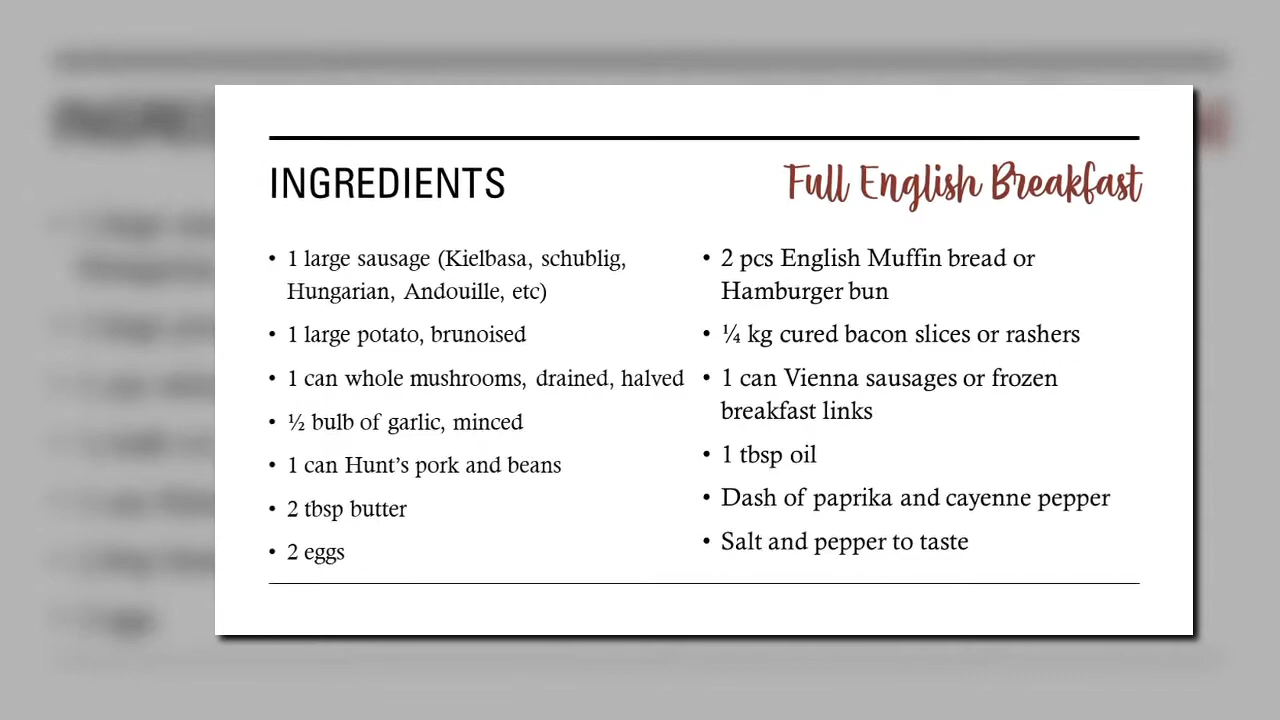 INGREDIENTS
Full English Breakfast
• 1 large sausage (Kielbasa, schublig,
Hungarian, Andouille, etc)
• 1 large potato, brunoised
• 1 can whole mushrooms, drained, halved
• ½ bulb of garlic, minced
• 1 can Hunt’s pork and beans
• 2 tbsp butter
• 2 eggs
• 2 pcs English Muffin bread or
Hamburger bun
• ¼ kg cured bacon slices or rashers
• 1 can Vienna sausages or frozen
breakfast links
• 1 tbsp oil
• Dash of paprika and cayenne pepper
• Salt and pepper to taste